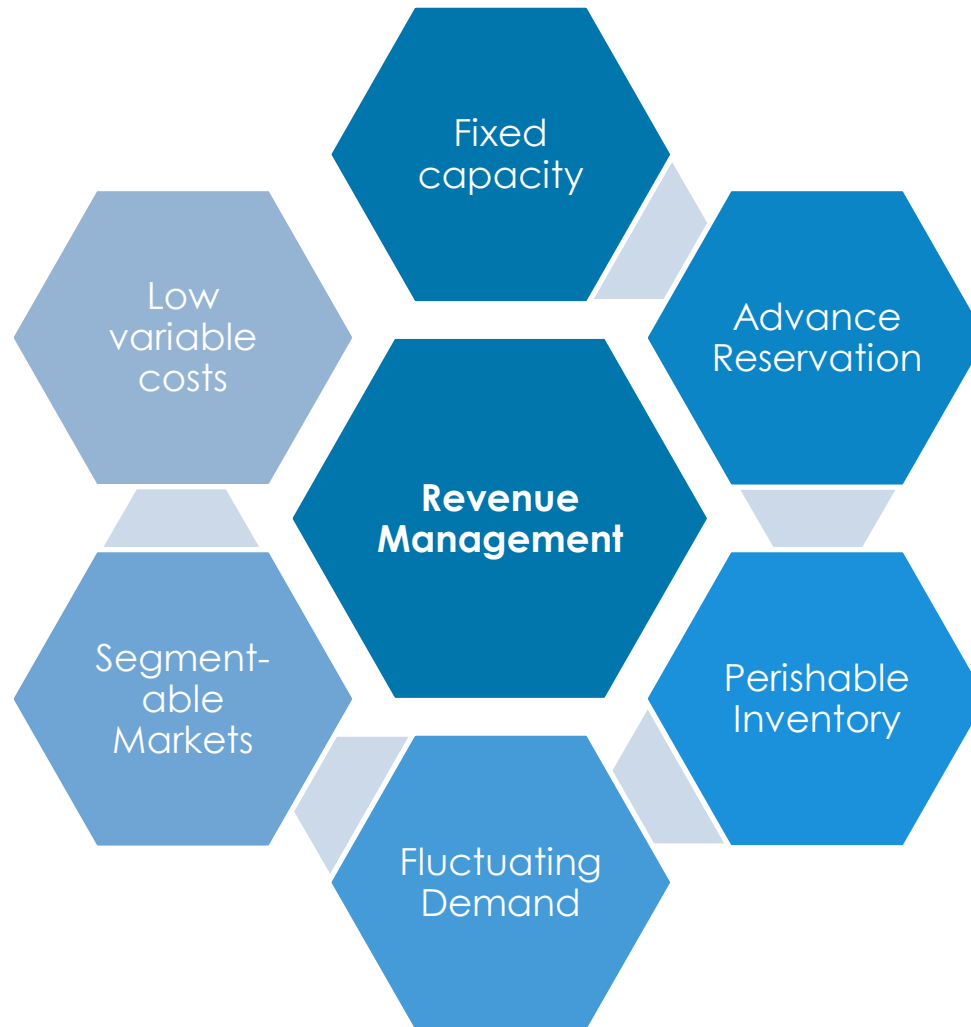 Fixed
capacity
Advance
Reservation
Perishable
Inventory
Fluctuating
Demand
Segment-
able
Markets
Low
variable
costs
Revenue
Management